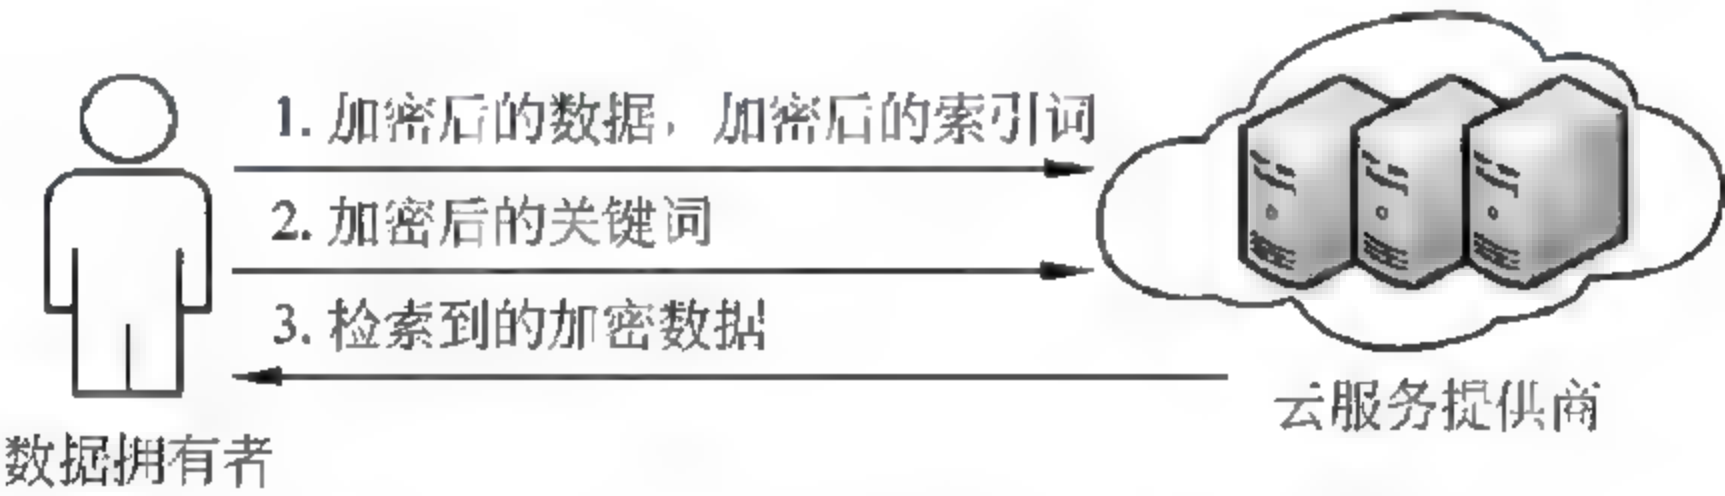 1. 加密后的数据，加密后的索引词
2. 加密后的关键词
3. 检索到的加密数据
云服务提供商
数据拥有者